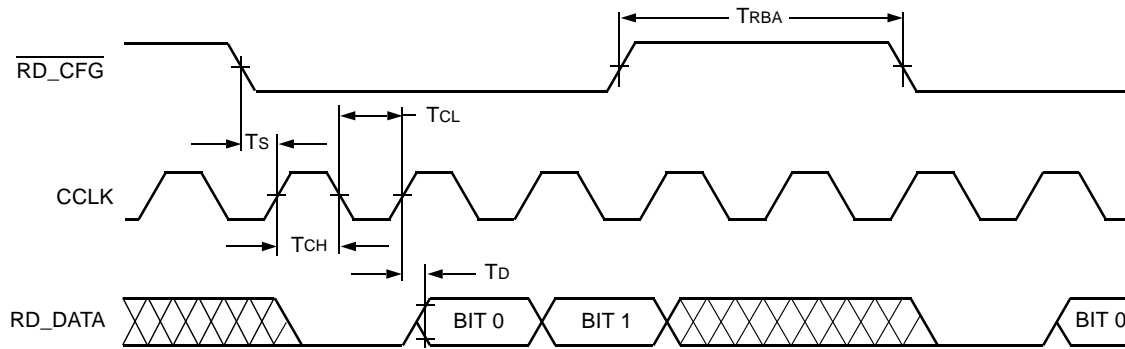 TRBA
RD_CFG
TCL
TS
CCLK
TCH
TD
RD_DATA
BIT 0
BIT 1
BIT 0